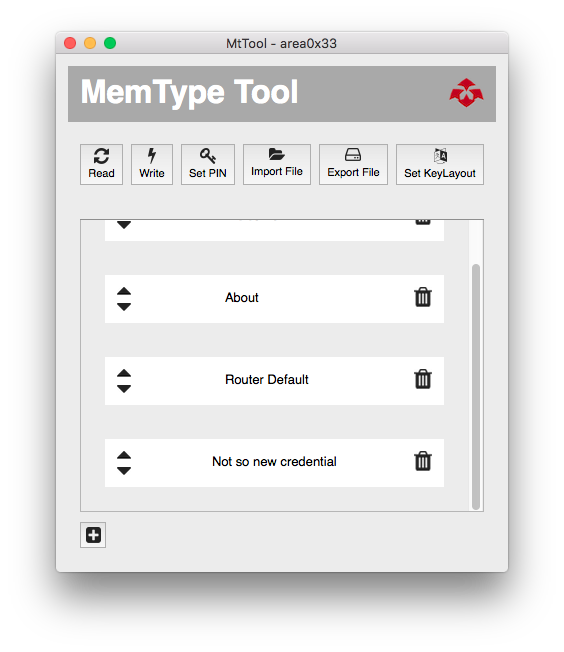 MtTool - area0x33
MemType Tool
Read Write Set PIN Import File Export File Set KeyLayout
About
Router Default
Not so new credential